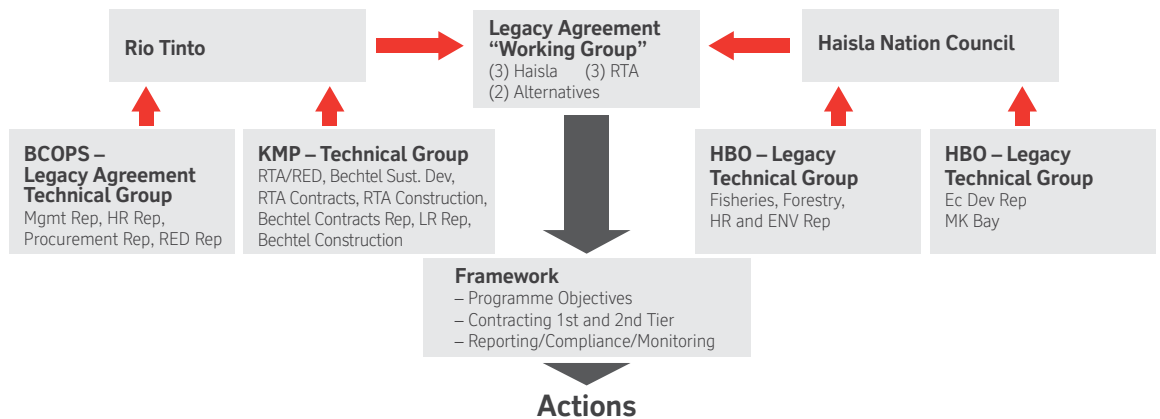 Rio Tinto
Legacy Agreement
“Working Group”
(3) Haisla (3) RTA
(2) Alternatives
Haisla Nation Council
BCOPS –
Legacy Agreement
Technical Group
Mgmt Rep, HR Rep,
Procurement Rep, RED Rep
KMP – Technical Group
RTA/RED, Bechtel Sust. Dev,
RTA Contracts, RTA Construction,
Bechtel Contracts Rep, LR Rep,
Bechtel Construction
HBO – Legacy
Technical Group
Fisheries, Forestry,
HR and ENV Rep
HBO – Legacy
Technical Group
Ec Dev Rep
MK Bay
Framework
– Programme Objectives
– Contracting 1st and 2nd Tier
– Reporting/Compliance/Monitoring
Actions